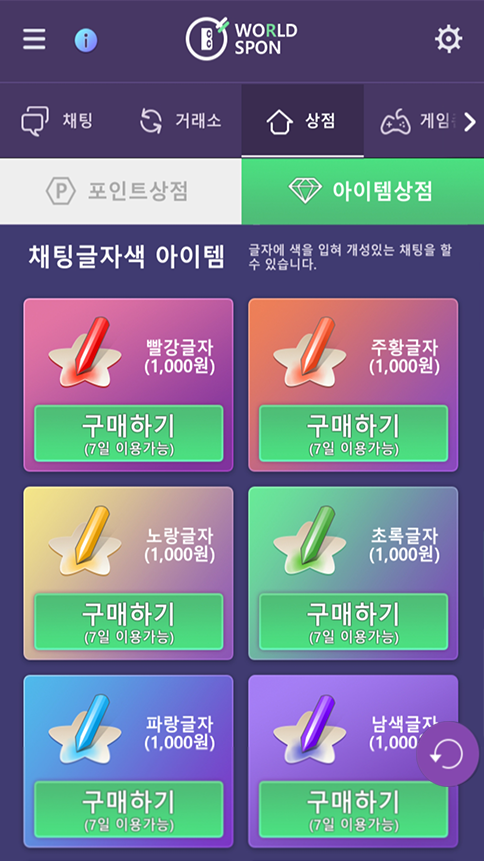 WORLD
SPON
채팅
거래소
상점
게임
포인트상점
아이템상점
채팅글자색 아이템
글자에 색을 입혀 개성있는 채팅을 할
수 있습니다.
빨강글자
(1,000원)
구매하기
(7일 이용가능)
주황글자
(1,000원)
구매하기
(7일 이용가능)
노랑글자
(1,000원)
구매하기
(7일 이용가능)
초록글자
(1,000원)
구매하기
(7일 이용가능)
파랑글자
(1,000원)
구매하기
(7일 이용가능)
남색글자
(1,00
구매하기
(7일 이용가능)